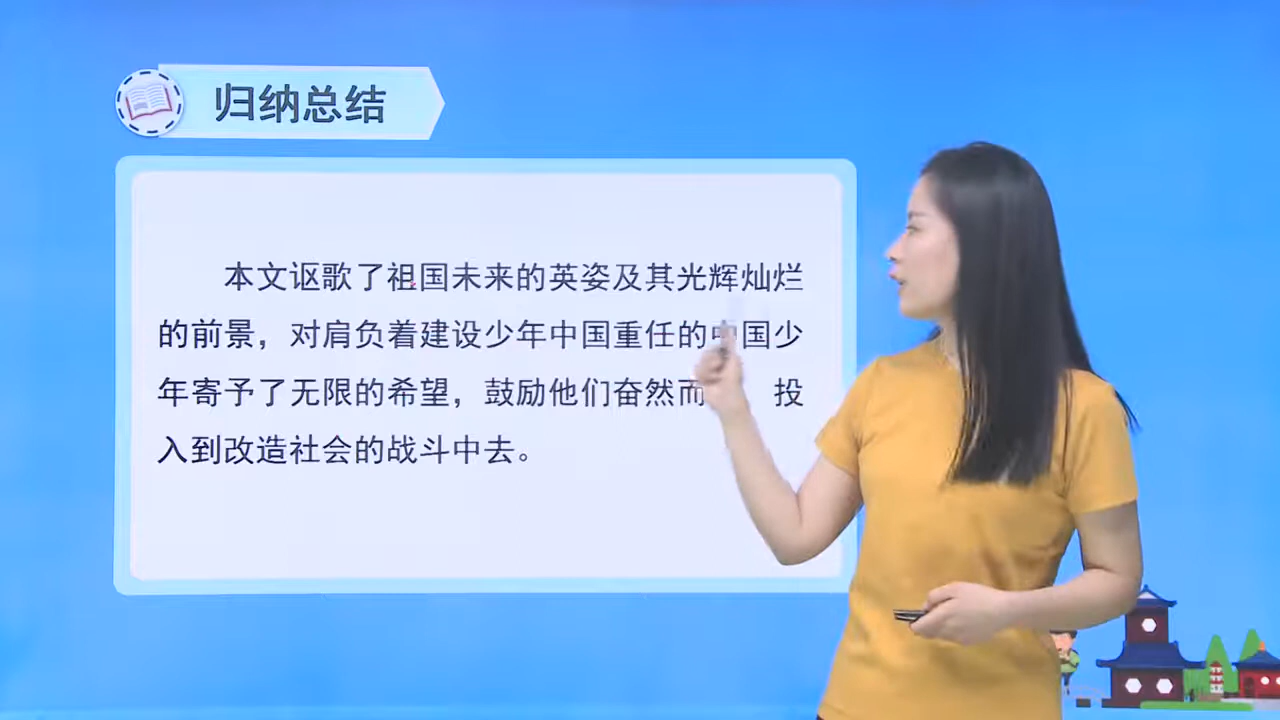 归纳总结
本文讴歌了祖国未来的英姿及其光辉灿烂
的前景，对肩负着建设少年中国重任的中国少
年寄予了无限的希望，鼓励他们奋然而 投
入到改造社会的战斗中去。